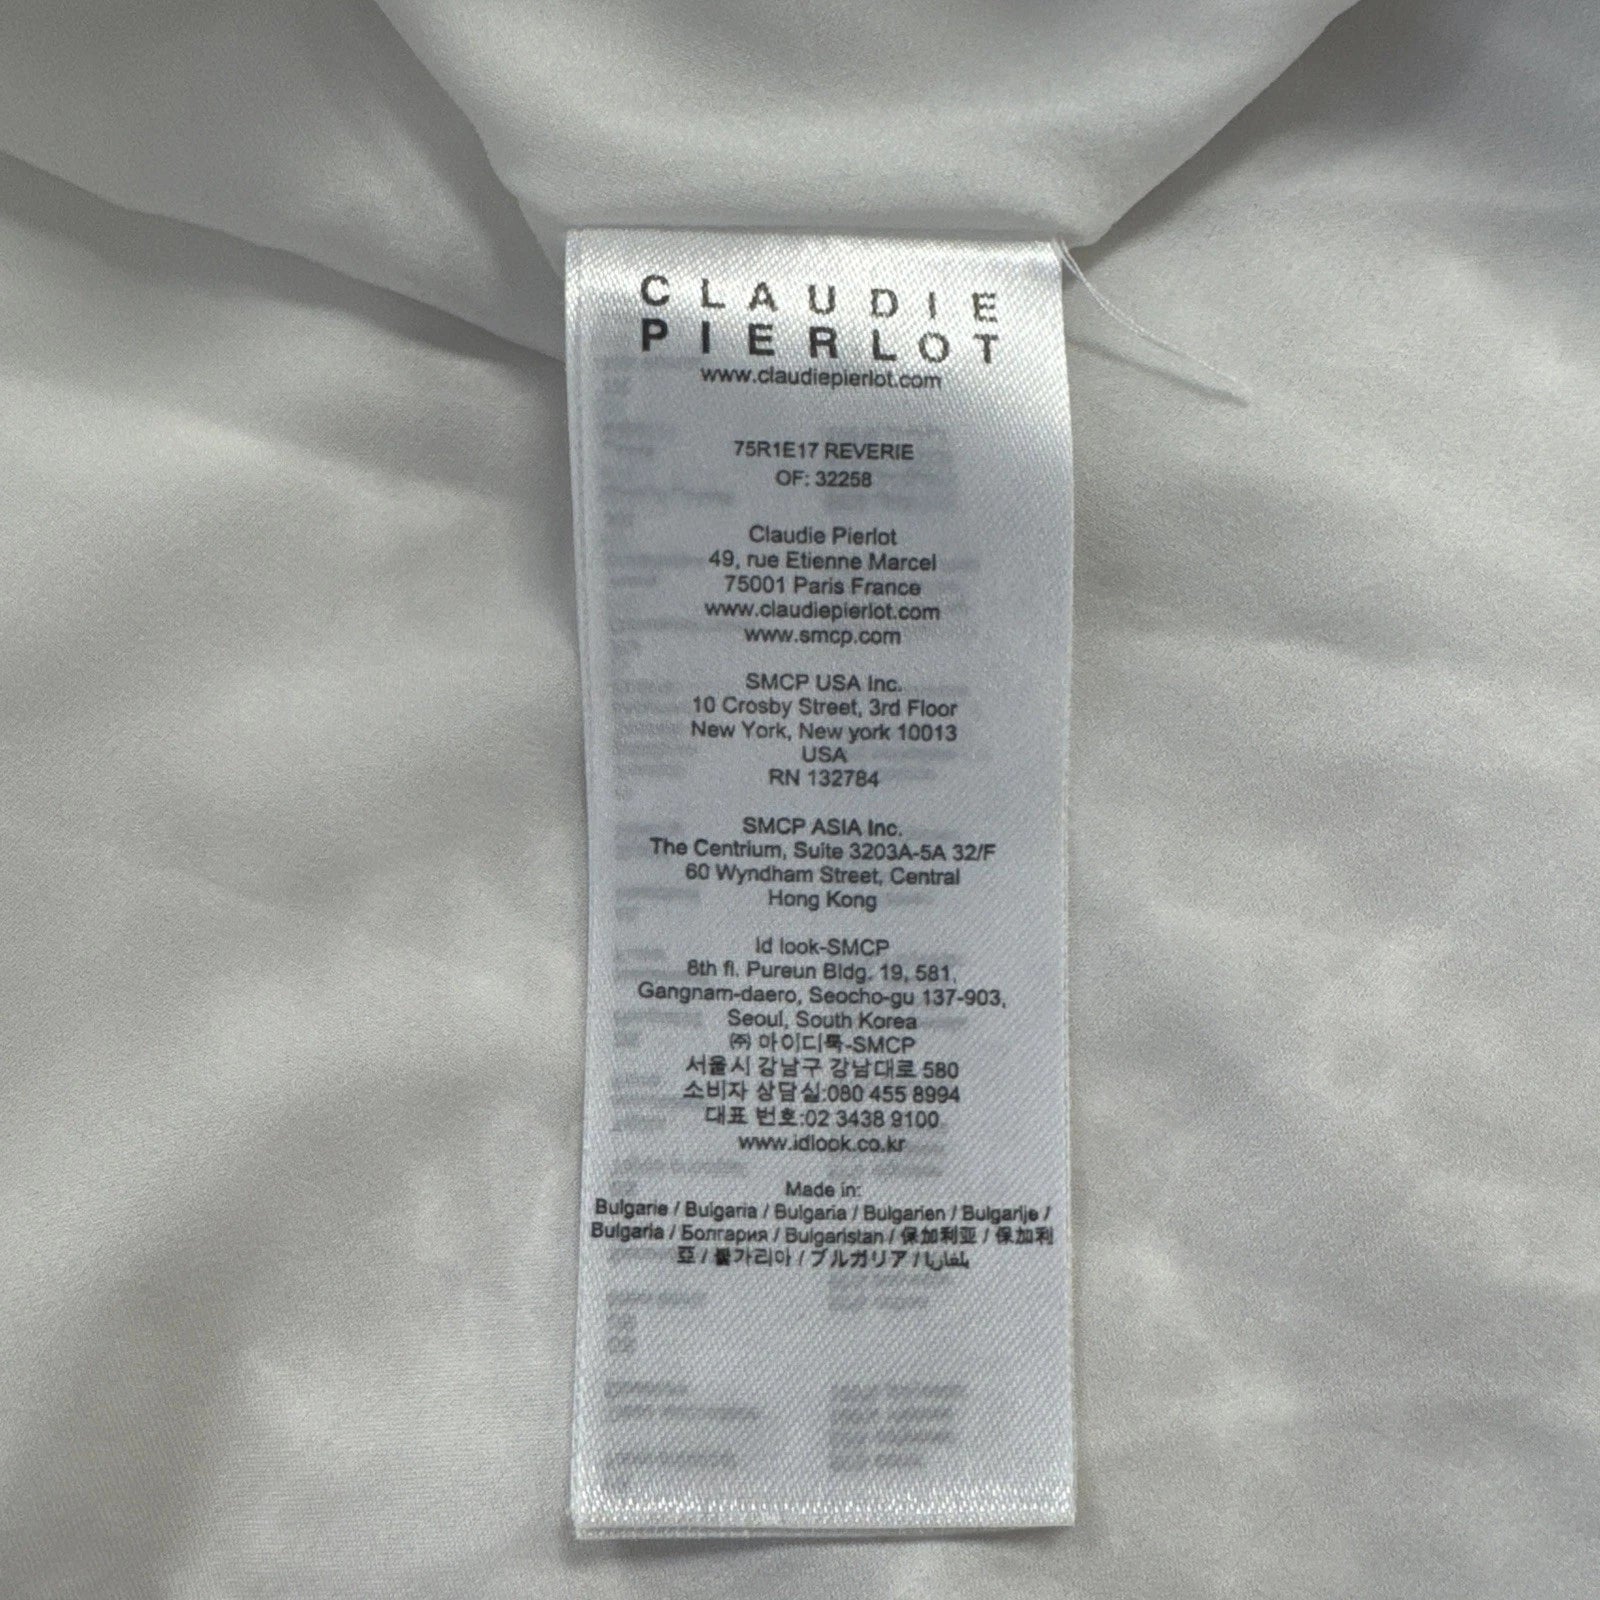 CLAUDIE
PIERLOT
www.claudiepierlot.com
75R1E17 REVERIE
OF: 32258
Claudie Pierlot
49, rue Etienne Marcel
75001 Paris France
www.claudiepierlot.com
www.smcp.com
SMCP USA Inc.
10 Crosby Street, 3rd Floor
New York, New york 10013
USA
RN 132784
SMCP ASIA Inc.
The Centrium, Suite 3203A-5A 32/F
60 Wyndham Street, Central
Hong Kong
Id look-SMCP
8th fl. Pureun Bldg. 19, 581,
Gangnam-daero, Seocho-gu 137-903,
Seoul, South Korea
㈜ 아이디룩-SMCP
서울시 강남구 강남대로 580
소비자 상담실:080 455 8994
대표 번호:02 3438 9100
www.idlook.co.kr
Made in:
Bulgarie / Bulgaria / Bulgaria / Bulgarien / Bulgarije /
Bulgaria / Болгария / Bulgaristan / 保加利亚 / 保加利
亞 / 불가리아 / ブルガリア / بلغاريا